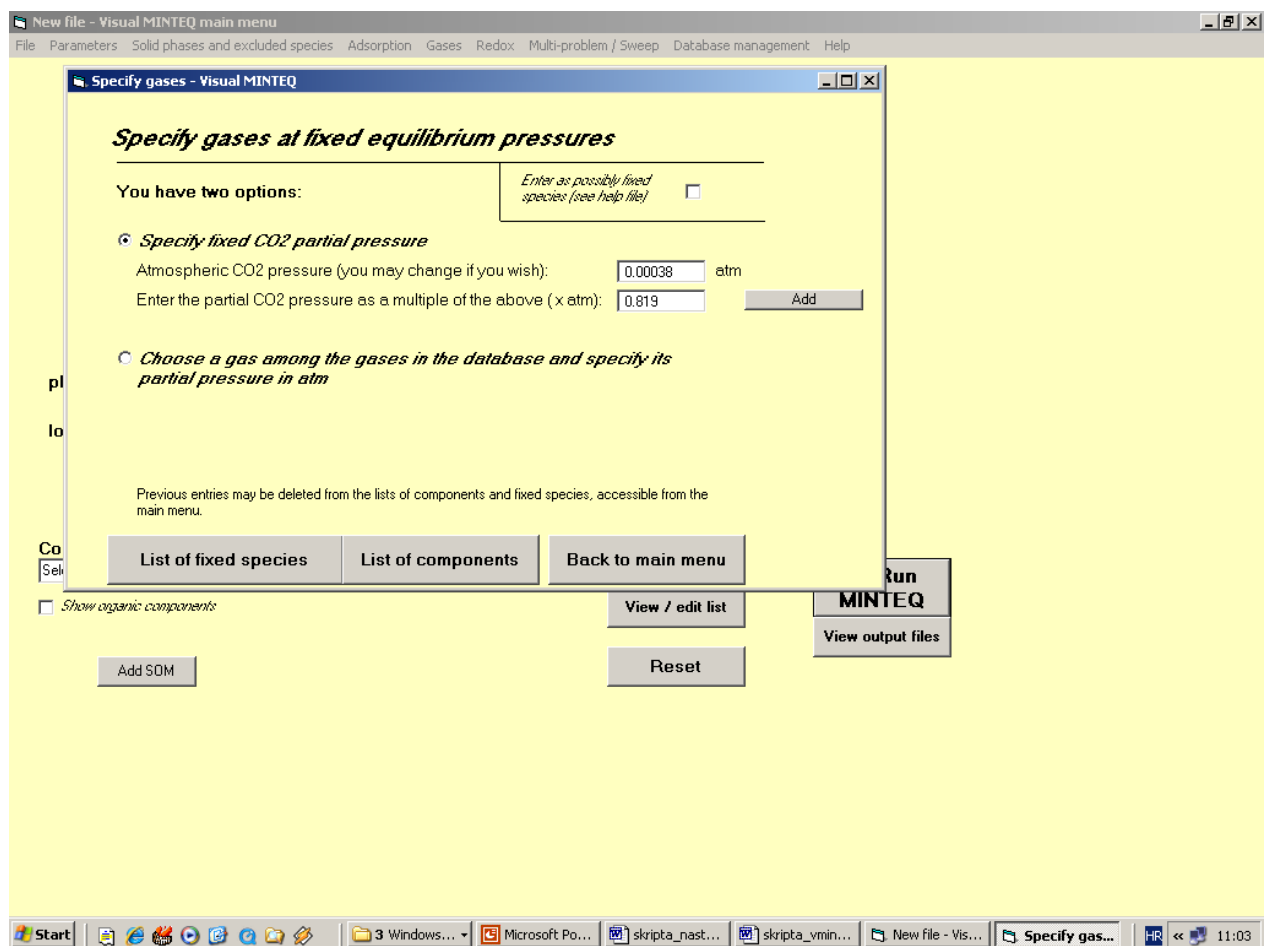 New file - Visual MINTEQ main menu
File Parameters Solid phases and excluded species Adsorption Gases Redox Multi-problem / Sweep Database management Help
Specify gases - Visual MINTEQ
Specify gases at fixed equilibrium pressures
You have two options:
Enter as possibly fixed
species (see help file)
Specify fixed CO2 partial pressure
Atmospheric CO2 pressure (you may change if you wish): 0.00038 atm
Enter the partial CO2 pressure as a multiple of the above ( x atm): 0.819 Add
Choose a gas among the gases in the database and specify its
partial pressure in atm
Previous entries may be deleted from the lists of components and fixed species, accessible from the
main menu.
List of fixed species List of components Back to main menu
lo
Co
Sel
Run
MINTEQ
Show organic components
View / edit list
View output files
Add SOM
Reset
Start 3 Windows... Microsoft Po... skripta_nast... skripta_vmin... New file - Vis... Specify gas... HR « 11:03